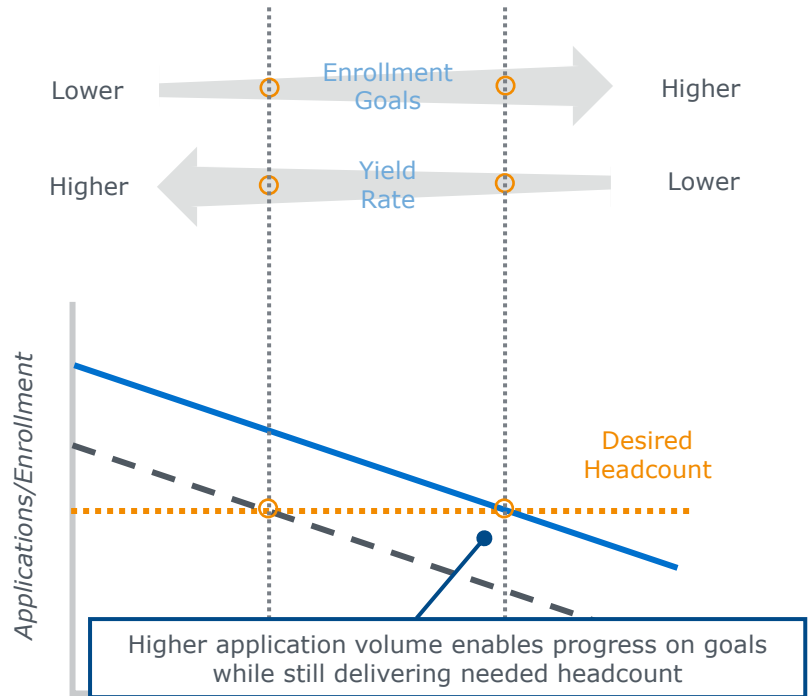 Enrollment
Goals
Lower
Higher
Yield
Rate
Higher
Lower
Applications/Enrollment
Desired
Headcount
Higher application volume enables progress on goals
while still delivering needed headcount